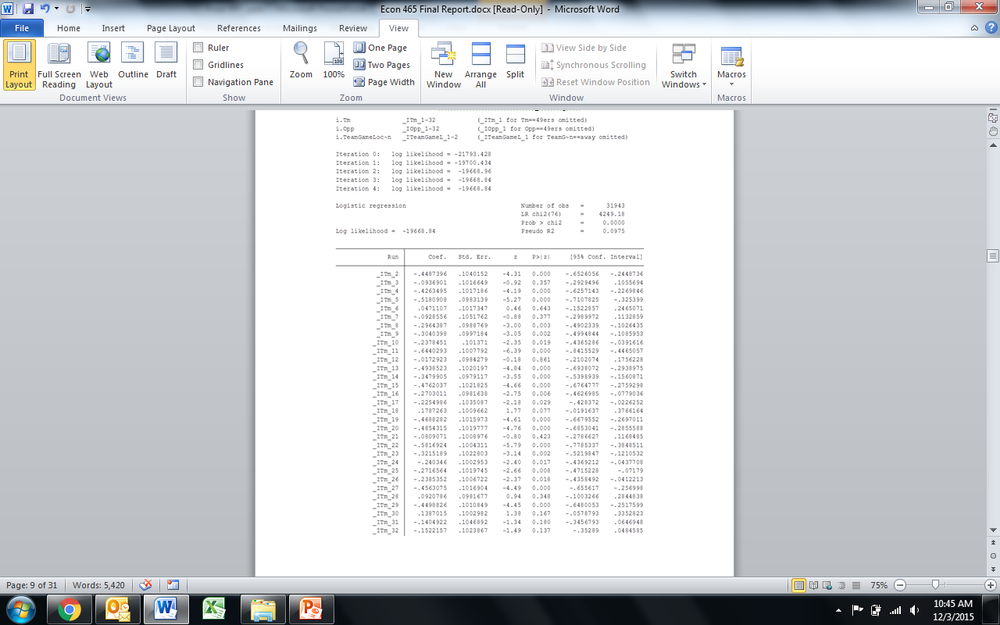 Econ 465 Final Report.docx [Read-Only] - Microsoft Word
File Home Insert Page Layout References Mailings Review View
Print Layout
Full Screen Reading
Web Layout
Outline
Draft
Document Views
Ruler
Gridlines
Navigation Pane
Show
Zoom
100%
One Page
Two Pages
Page Width
Zoom
New Window
Arrange All
Split
View Side by Side
Synchronous Scrolling
Reset Window Position
Window
Switch Windows
Macros
Macros
i.Tm _ITm_1-32 (_ITm_1 for Tm==49ers omitted)
i.Opp _IOpp_1-32 (_IOpp_1 for Opp==49ers omitted)
i.TeamGameLoc~n _ITeamGameL_1-2 (_ITeamGameL_1 for TeamG~n==away omitted)
Iteration 0: log likelihood = -21793.428
Iteration 1: log likelihood = -19700.434
Iteration 2: log likelihood = -19668.96
Iteration 3: log likelihood = -19668.84
Iteration 4: log likelihood = -19668.84
Logistic regression Number of obs = 31943
LR chi2(76) = 4249.18
Prob > chi2 = 0.0000
Log likelihood = -19668.84 Pseudo R2 = 0.0975
Run Coef. Std. Err. z P>|z| [95% Conf. Interval]
_ITm_2 -.4487396 .1040152 -4.31 0.000 -.6526056 -.2448736
_ITm_3 -.0936901 .1016649 -0.92 0.357 -.2929496 .1055694
_ITm_4 -.4263495 .1017186 -4.19 0.000 -.6257143 -.2269846
_ITm_5 -.5180908 .0983139 -5.27 0.000 -.7107825 -.325399
_ITm_6 .0471107 .1017347 0.46 0.643 -.1522857 .2465071
_ITm_7 -.0928556 .1051762 -0.88 0.377 -.2989972 .1132859
_ITm_8 -.2964387 .0988769 -3.00 0.003 -.4902339 -.1026435
_ITm_9 -.3040398 .0997184 -3.05 0.002 -.4994844 -.1085953
_ITm_10 -.2378451 .101371 -2.35 0.019 -.4365286 -.0391616
_ITm_11 -.6440293 .1007792 -6.39 0.000 -.8415529 -.4465057
_ITm_12 -.0172923 .0984279 -0.18 0.861 -.2102074 .1756228
_ITm_13 -.4938523 .1020197 -4.84 0.000 -.6938072 -.2938975
_ITm_14 -.3479905 .0979117 -3.55 0.000 -.5398939 -.1560871
_ITm_15 -.4762037 .1021825 -4.66 0.000 -.6764777 -.2759298
_ITm_16 -.2703011 .0981638 -2.75 0.006 -.4626985 -.0779036
_ITm_17 -.2254986 .1035087 -2.18 0.029 -.428372 -.0226252
_ITm_18 .1787263 .1009662 1.77 0.077 -.0191637 .3766164
_ITm_19 -.4688282 .1015973 -4.61 0.000 -.6679552 -.2697011
_ITm_20 -.4854315 .1019777 -4.76 0.000 -.6853041 -.2855588
_ITm_21 -.0809071 .1008976 -0.80 0.423 -.2786627 .1168485
_ITm_22 -.5816924 .1004311 -5.79 0.000 -.7785337 -.3848511
_ITm_23 -.3215189 .1022803 -3.14 0.002 -.5219847 -.1210532
_ITm_24 -.240346 .1002953 -2.40 0.017 -.4369212 -.0437708
_ITm_25 -.2716564 .1019745 -2.66 0.008 -.4715228 -.07179
_ITm_26 -.2385352 .1006722 -2.37 0.018 -.4358492 -.0412213
_ITm_27 -.4563075 .1016904 -4.49 0.000 -.655617 -.256998
_ITm_28 .0920786 .0981677 0.94 0.348 -.1003266 .2844838
_ITm_29 -.4498826 .1010849 -4.45 0.000 -.6480053 -.2517599
_ITm_30 .1387015 .1002982 1.38 0.167 -.0578793 .3352823
_ITm_31 -.1404922 .1046892 -1.34 0.180 -.3456793 .0646948
_ITm_32 -.1522157 .1023867 -1.49 0.137 -.35289 .0484585
Page: 9 of 31 Words: 5,420 75%
10:45 AM
12/3/2015